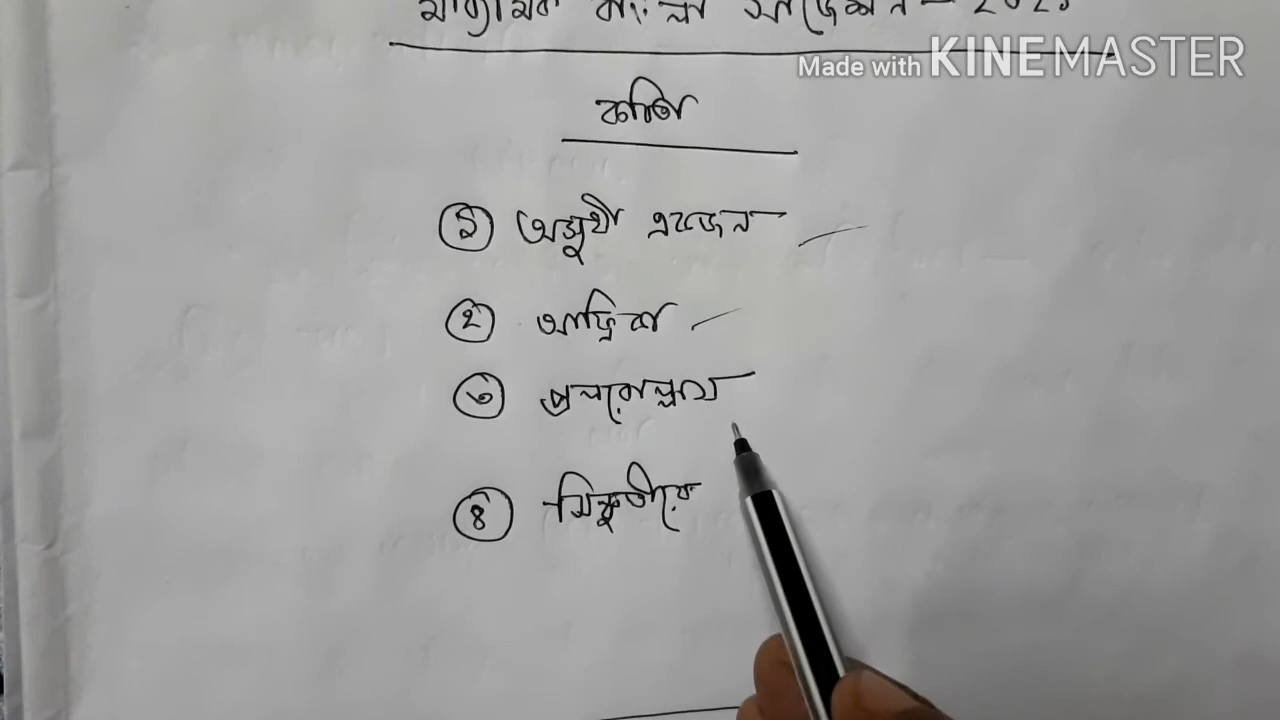 মাধ্যমিক বাংলা সাজেশন – 2023
Made with KINEMASTER
কবিতা
১ অসুখী একজন
২ আফ্রিকা
৩ প্রলয়োল্লাস
৪ সিন্ধুতীরে